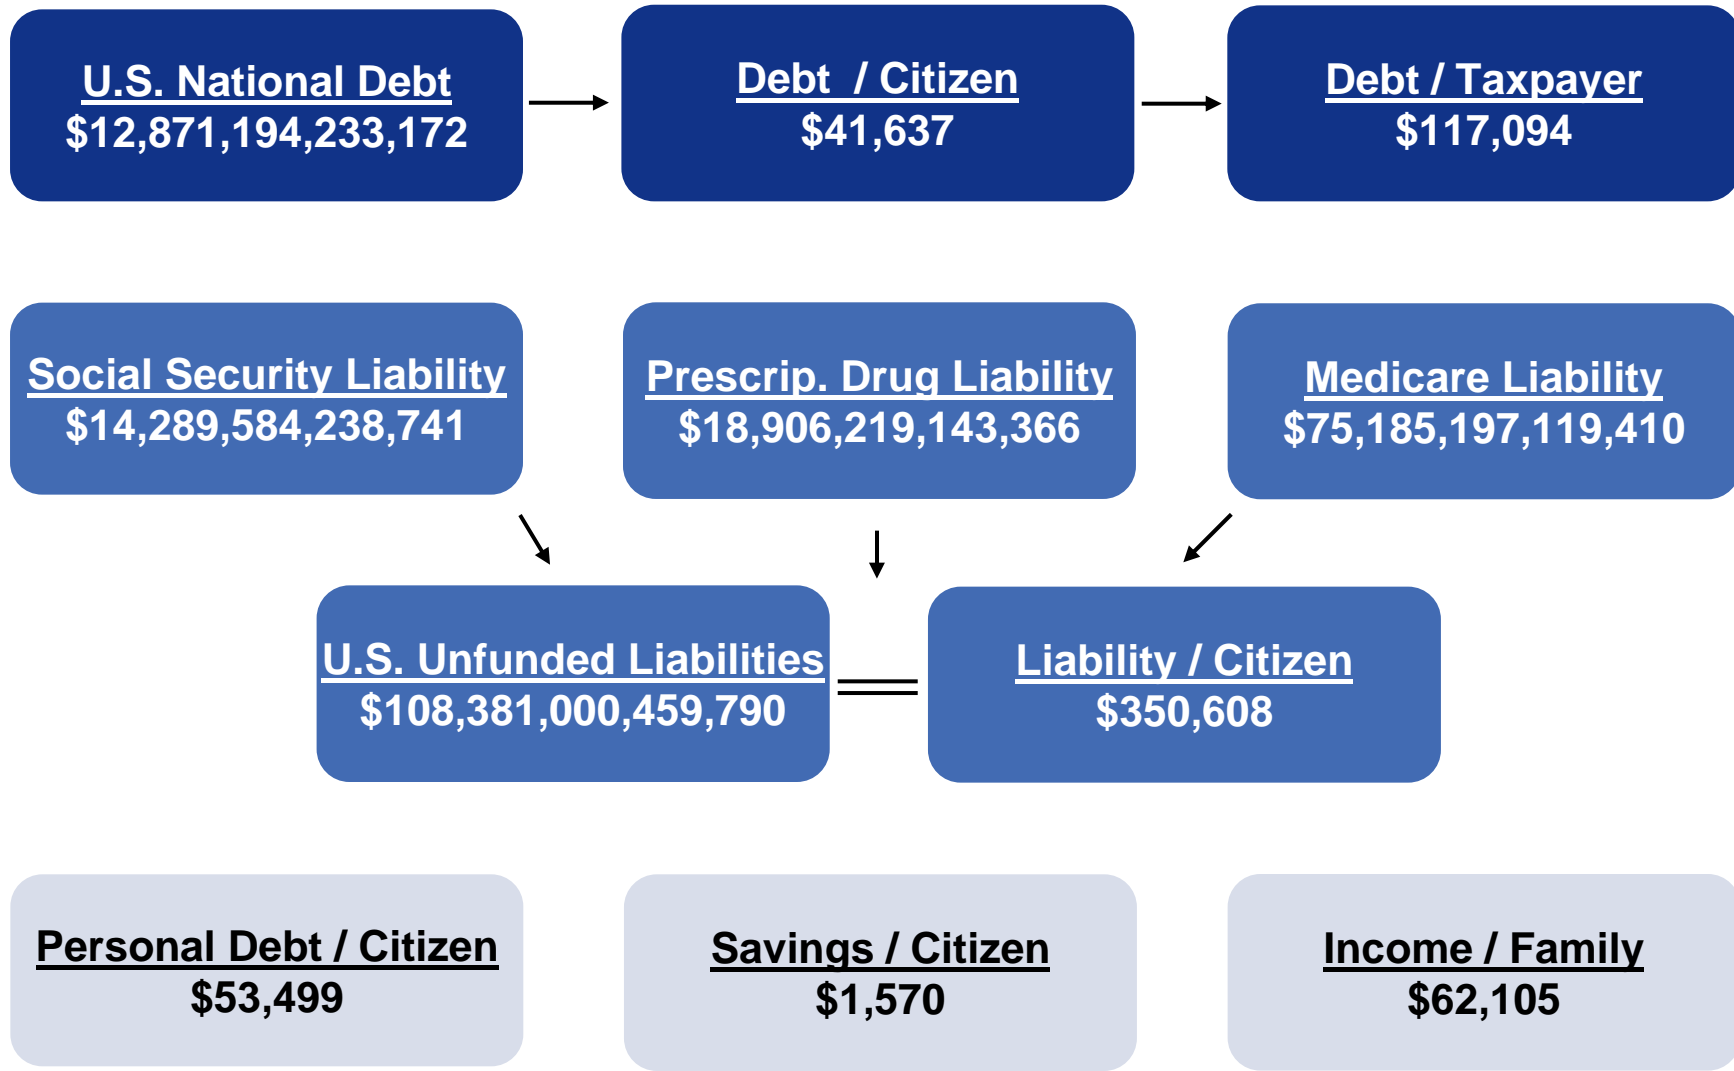 U.S. National Debt
$12,871,194,233,172
Debt / Citizen
$41,637
Debt / Taxpayer
$117,094
Social Security Liability
$14,289,584,238,741
Prescrip. Drug Liability
$18,906,219,143,366
Medicare Liability
$75,185,197,119,410
U.S. Unfunded Liabilities
$108,381,000,459,790
Liability / Citizen
$350,608
Personal Debt / Citizen
$53,499
Savings / Citizen
$1,570
Income / Family
$62,105